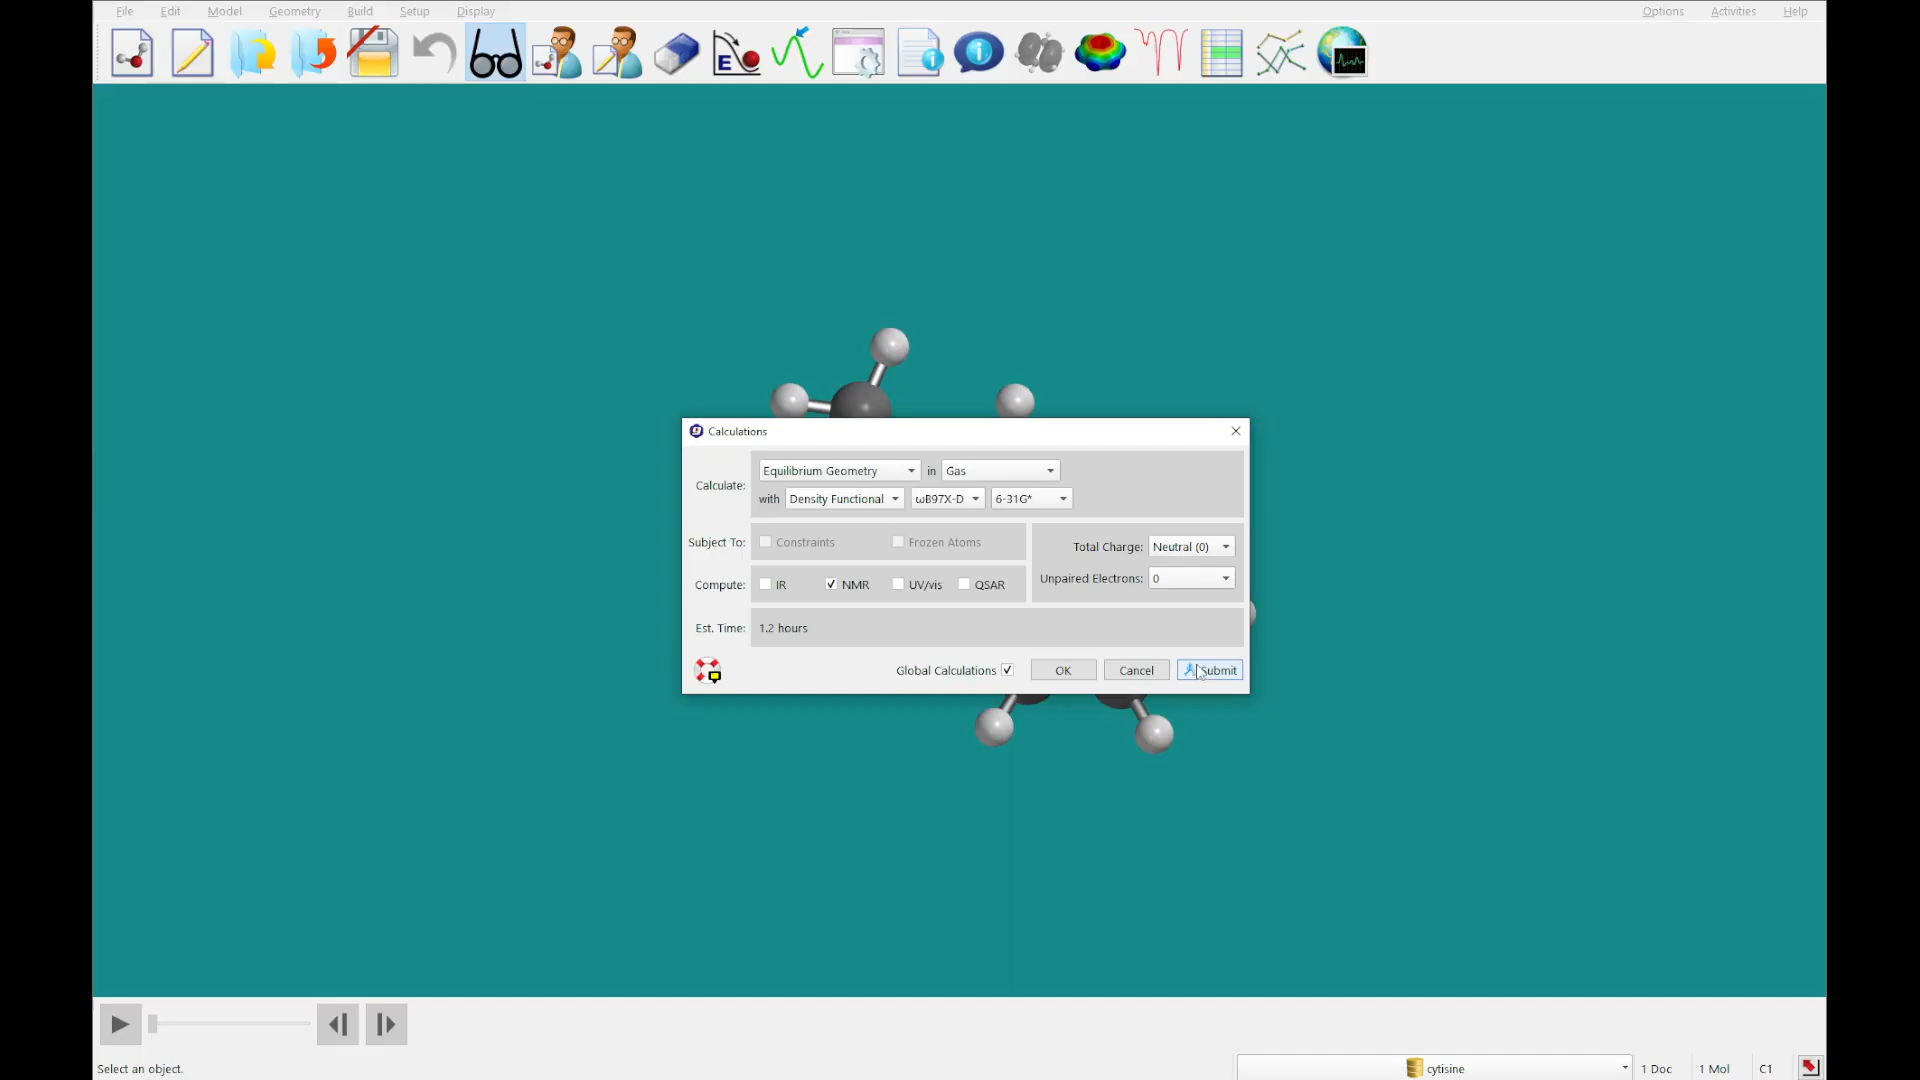 File Edit Model Geometry Build Setup Display Options Activities Help
Calculations
Calculate: Equilibrium Geometry in Gas
with Density Functional ωB97X-D 6-31G*
Subject To: Constraints Frozen Atoms
Total Charge: Neutral (0)
Unpaired Electrons: 0
Compute: IR NMR UV/vis QSAR
Est. Time: 1.2 hours
Global Calculations OK Cancel Submit
Select an object. cytisine 1 Doc 1 Mol C1